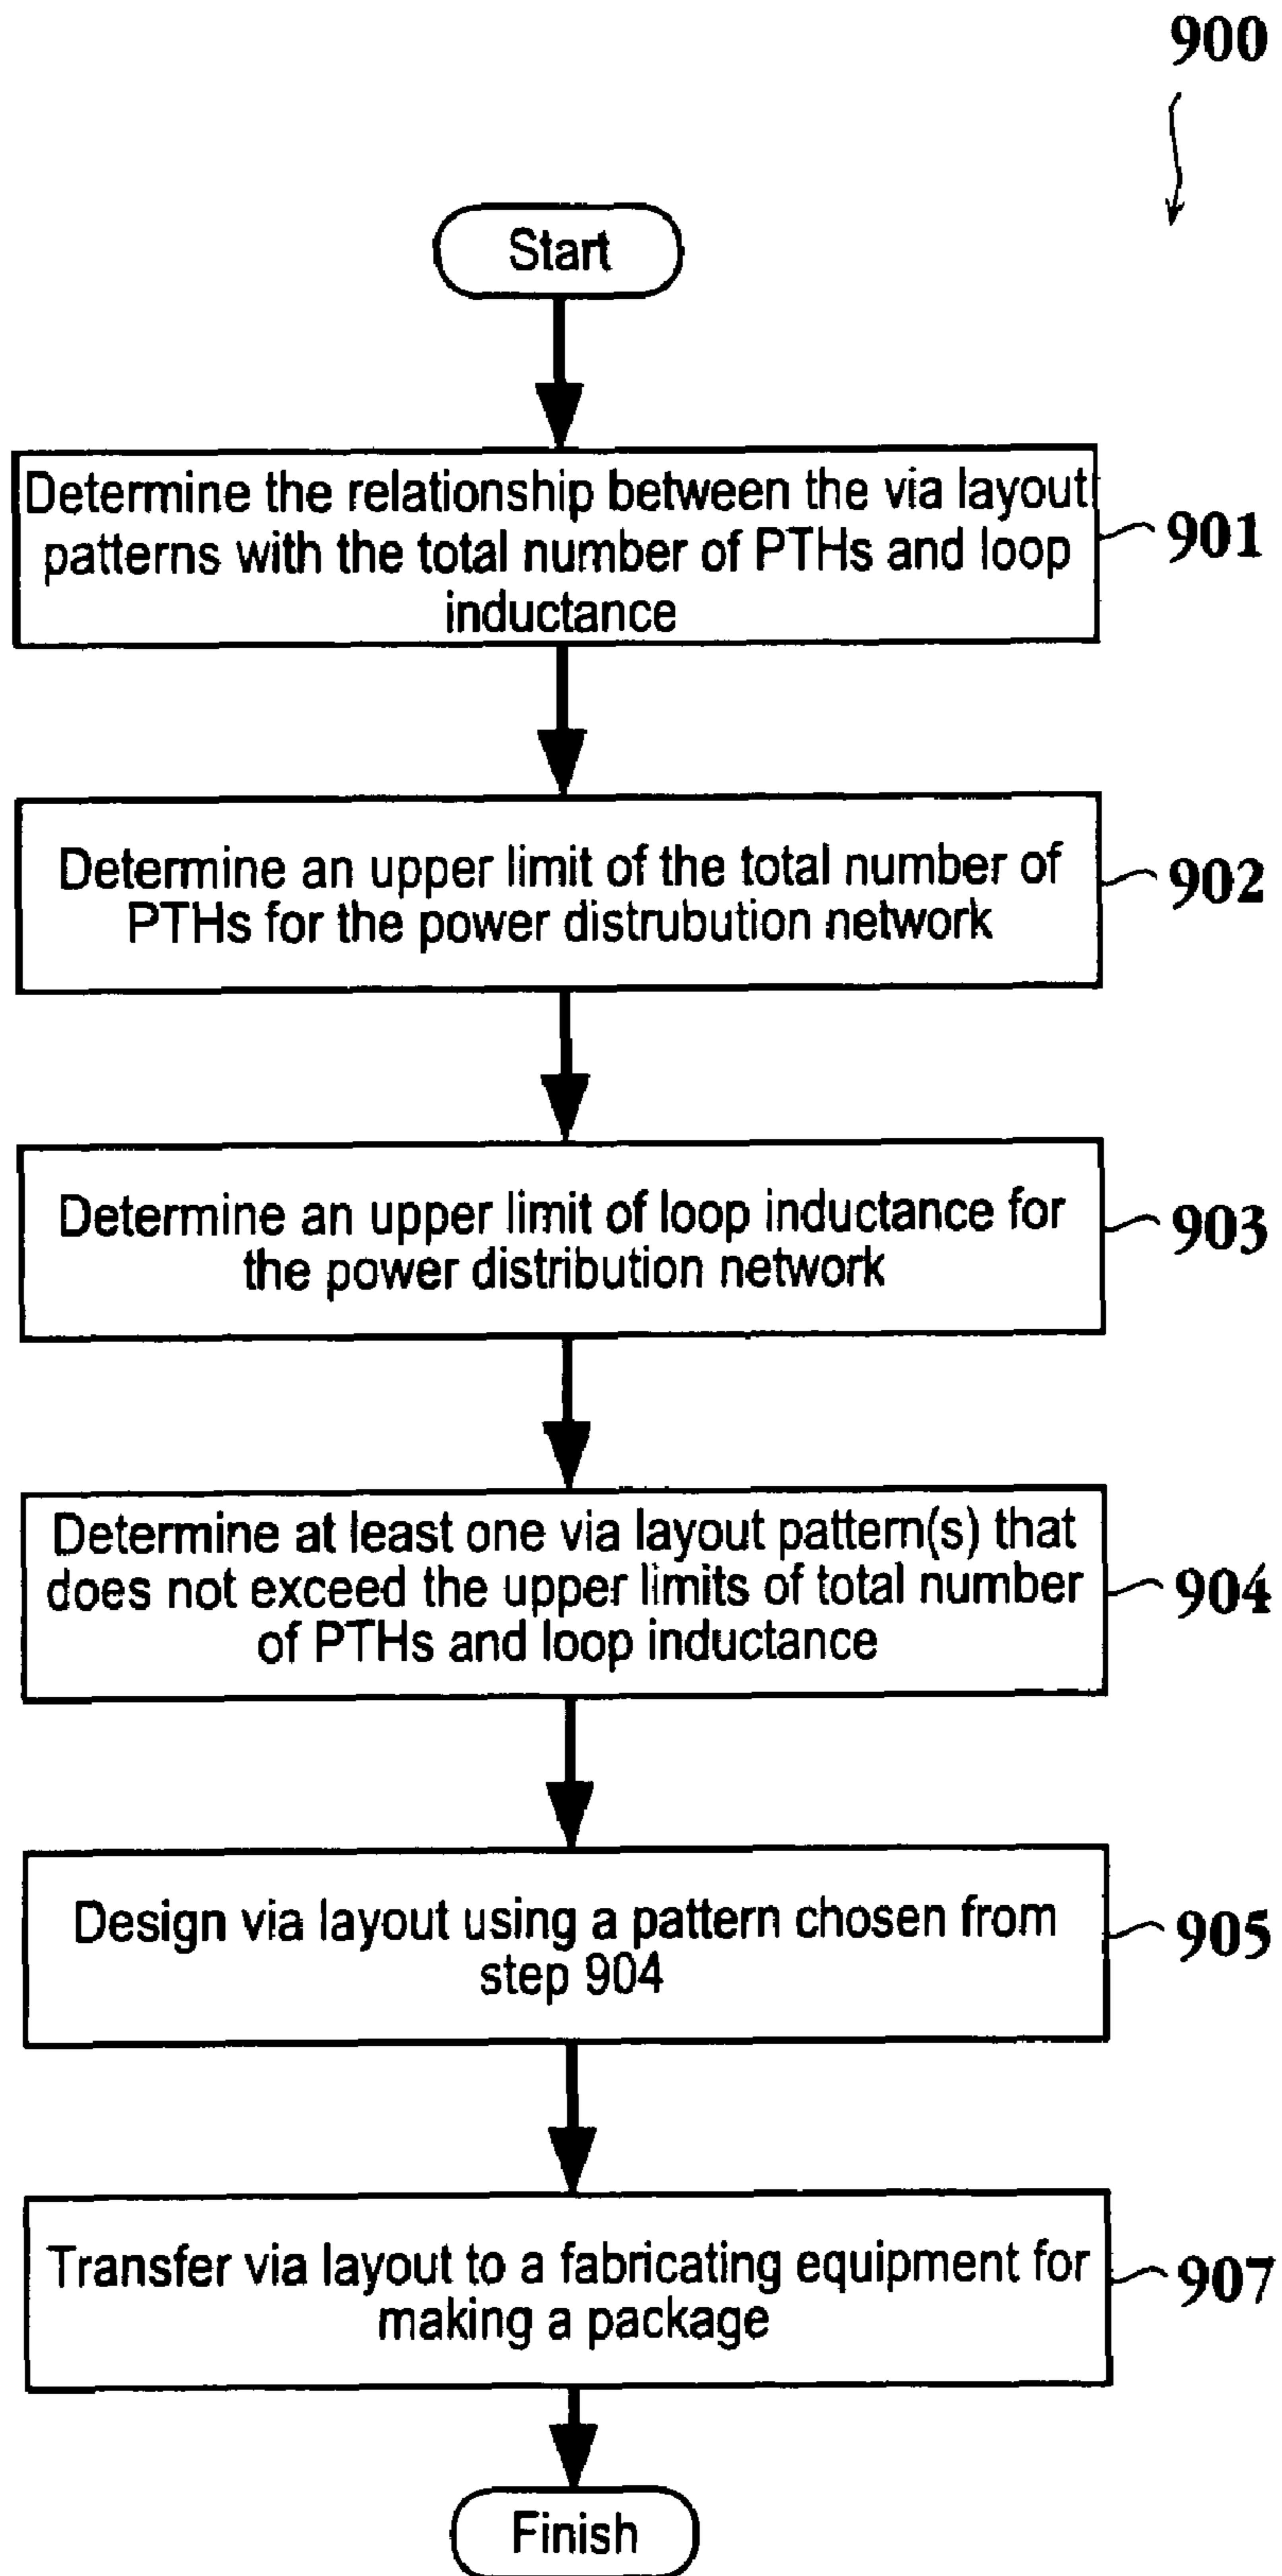 900
Start
Determine the relationship between the via layout
patterns with the total number of PTHs and loop
inductance
901
Determine an upper limit of the total number of
PTHs for the power distrubution network
902
Determine an upper limit of loop inductance for
the power distribution network
903
Determine at least one via layout pattern(s) that
does not exceed the upper limits of total number
of PTHs and loop inductance
904
Design via layout using a pattern chosen from
step 904
905
Transfer via layout to a fabricating equipment for
making a package
907
Finish